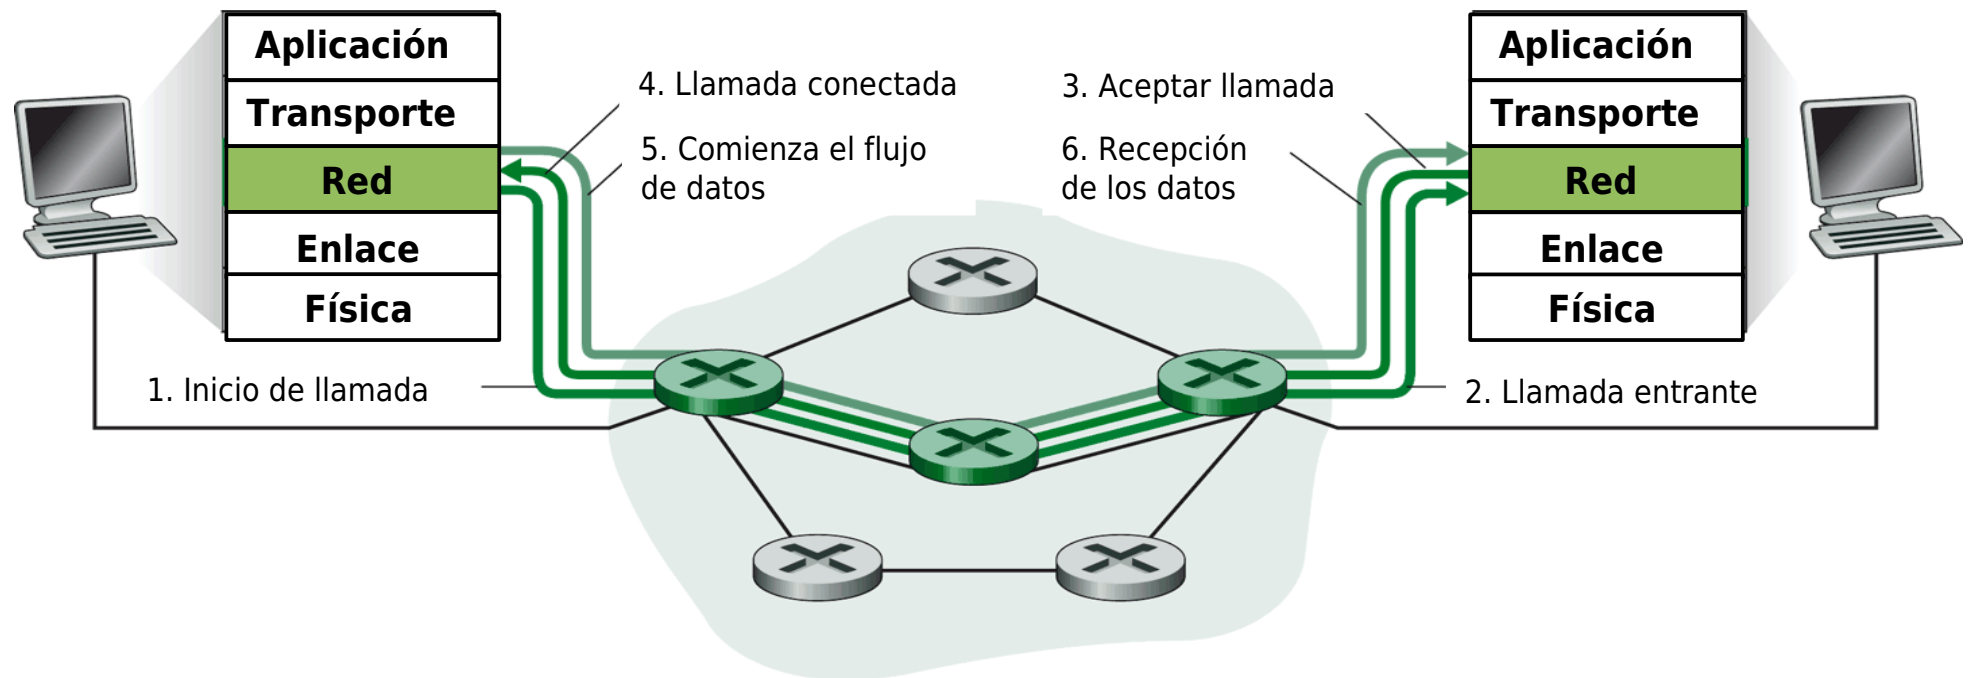 Aplicación
Transporte
Red
Enlace
Física
4. Llamada conectada
5. Comienza el flujo
de datos
1. Inicio de llamada
3. Aceptar llamada
6. Recepción
de los datos
2. Llamada entrante
Aplicación
Transporte
Red
Enlace
Física